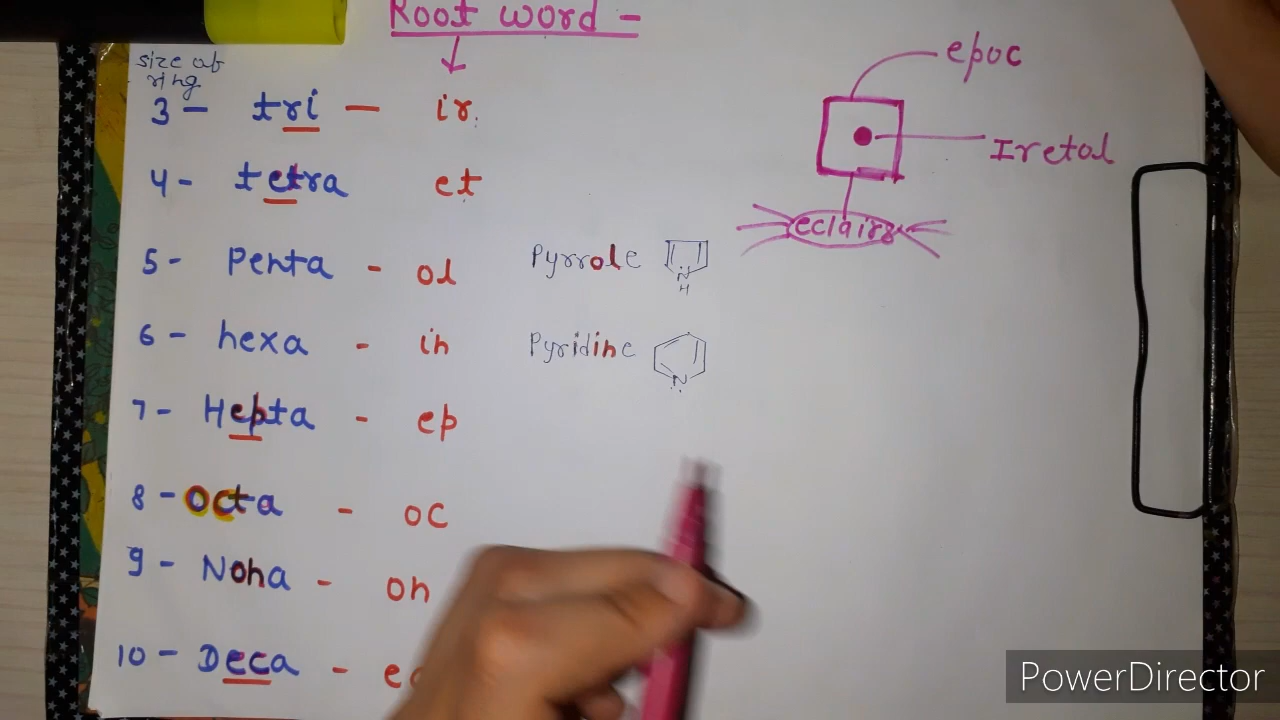 Root word -
size of
ring
3 - tri - ir
4 - tetra et
5 - Penta - ol
6 - hexa - in
7 - Hepta - ep
8 - octa - oc
9 - Nona - on
10 - Deca -
Pyrrole
N
H
Pyridine
N
epoc
Iretol
eclairs
PowerDirector